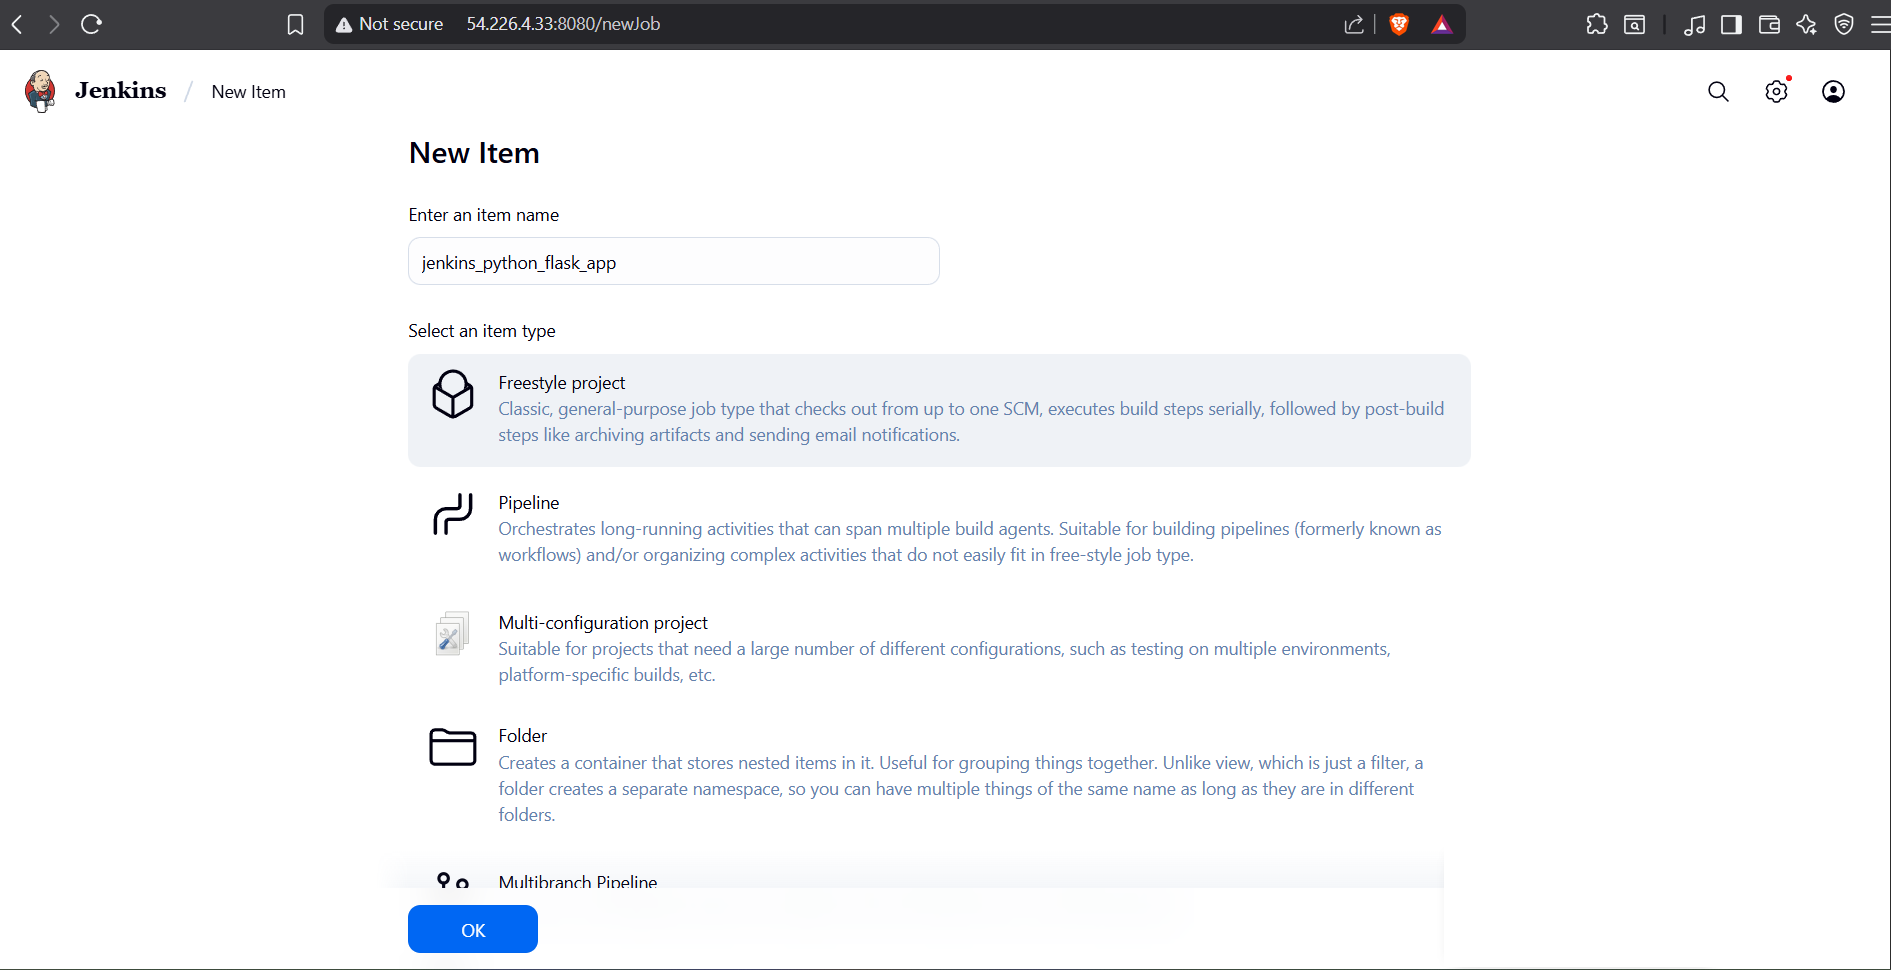 Not secure 54.226.4.33:8080/newJob
Jenkins / New Item
New Item
Enter an item name
jenkins_python_flask_app
Select an item type
Freestyle project
Classic, general-purpose job type that checks out from up to one SCM, executes build steps serially, followed by post-build
steps like archiving artifacts and sending email notifications.
Pipeline
Orchestrates long-running activities that can span multiple build agents. Suitable for building pipelines (formerly known as
workflows) and/or organizing complex activities that do not easily fit in free-style job type.
Multi-configuration project
Suitable for projects that need a large number of different configurations, such as testing on multiple environments,
platform-specific builds, etc.
Folder
Creates a container that stores nested items in it. Useful for grouping things together. Unlike view, which is just a filter, a
folder creates a separate namespace, so you can have multiple things of the same name as long as they are in different
folders.
Multibranch Pipeline
OK